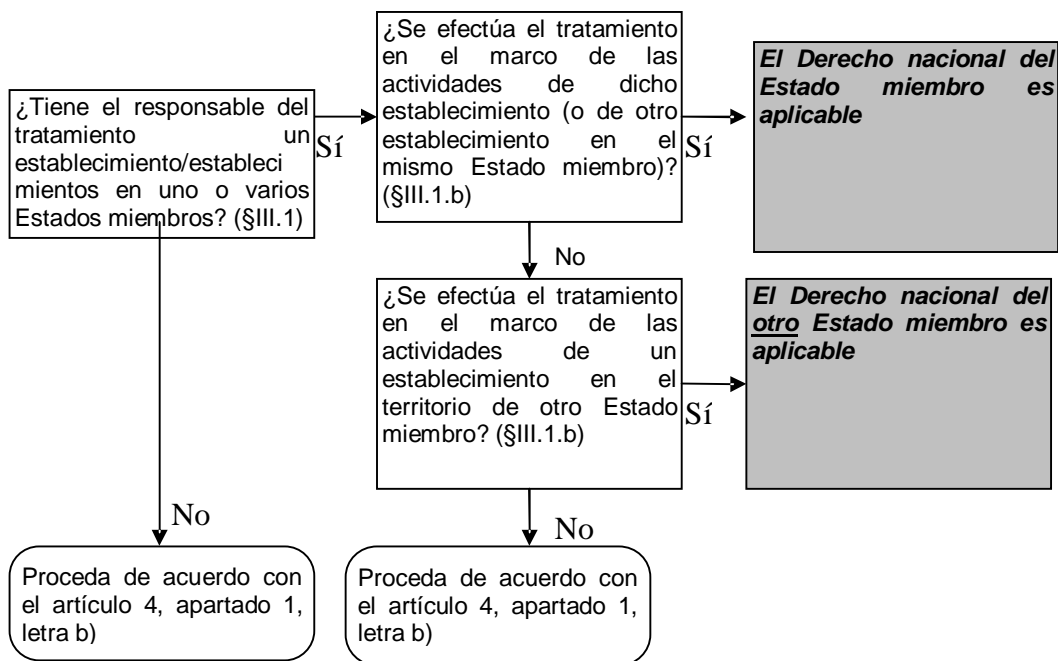 ¿Tiene el responsable del
tratamiento un
establecimiento/estableci
mientos en uno o varios
Estados miembros? (§III.1)
Sí
¿Se efectúa el tratamiento
en el marco de las
actividades de dicho
establecimiento (o de otro
establecimiento en el
mismo Estado miembro)?
(§III.1.b)
Sí
El Derecho nacional del
Estado miembro es
aplicable
No
¿Se efectúa el tratamiento
en el marco de las
actividades de un
establecimiento en el
territorio de otro Estado
miembro? (§III.1.b)
Sí
El Derecho nacional del
otro Estado miembro es
aplicable
No
Proceda de acuerdo con
el artículo 4, apartado 1,
letra b)
No
Proceda de acuerdo con
el artículo 4, apartado 1,
letra b)